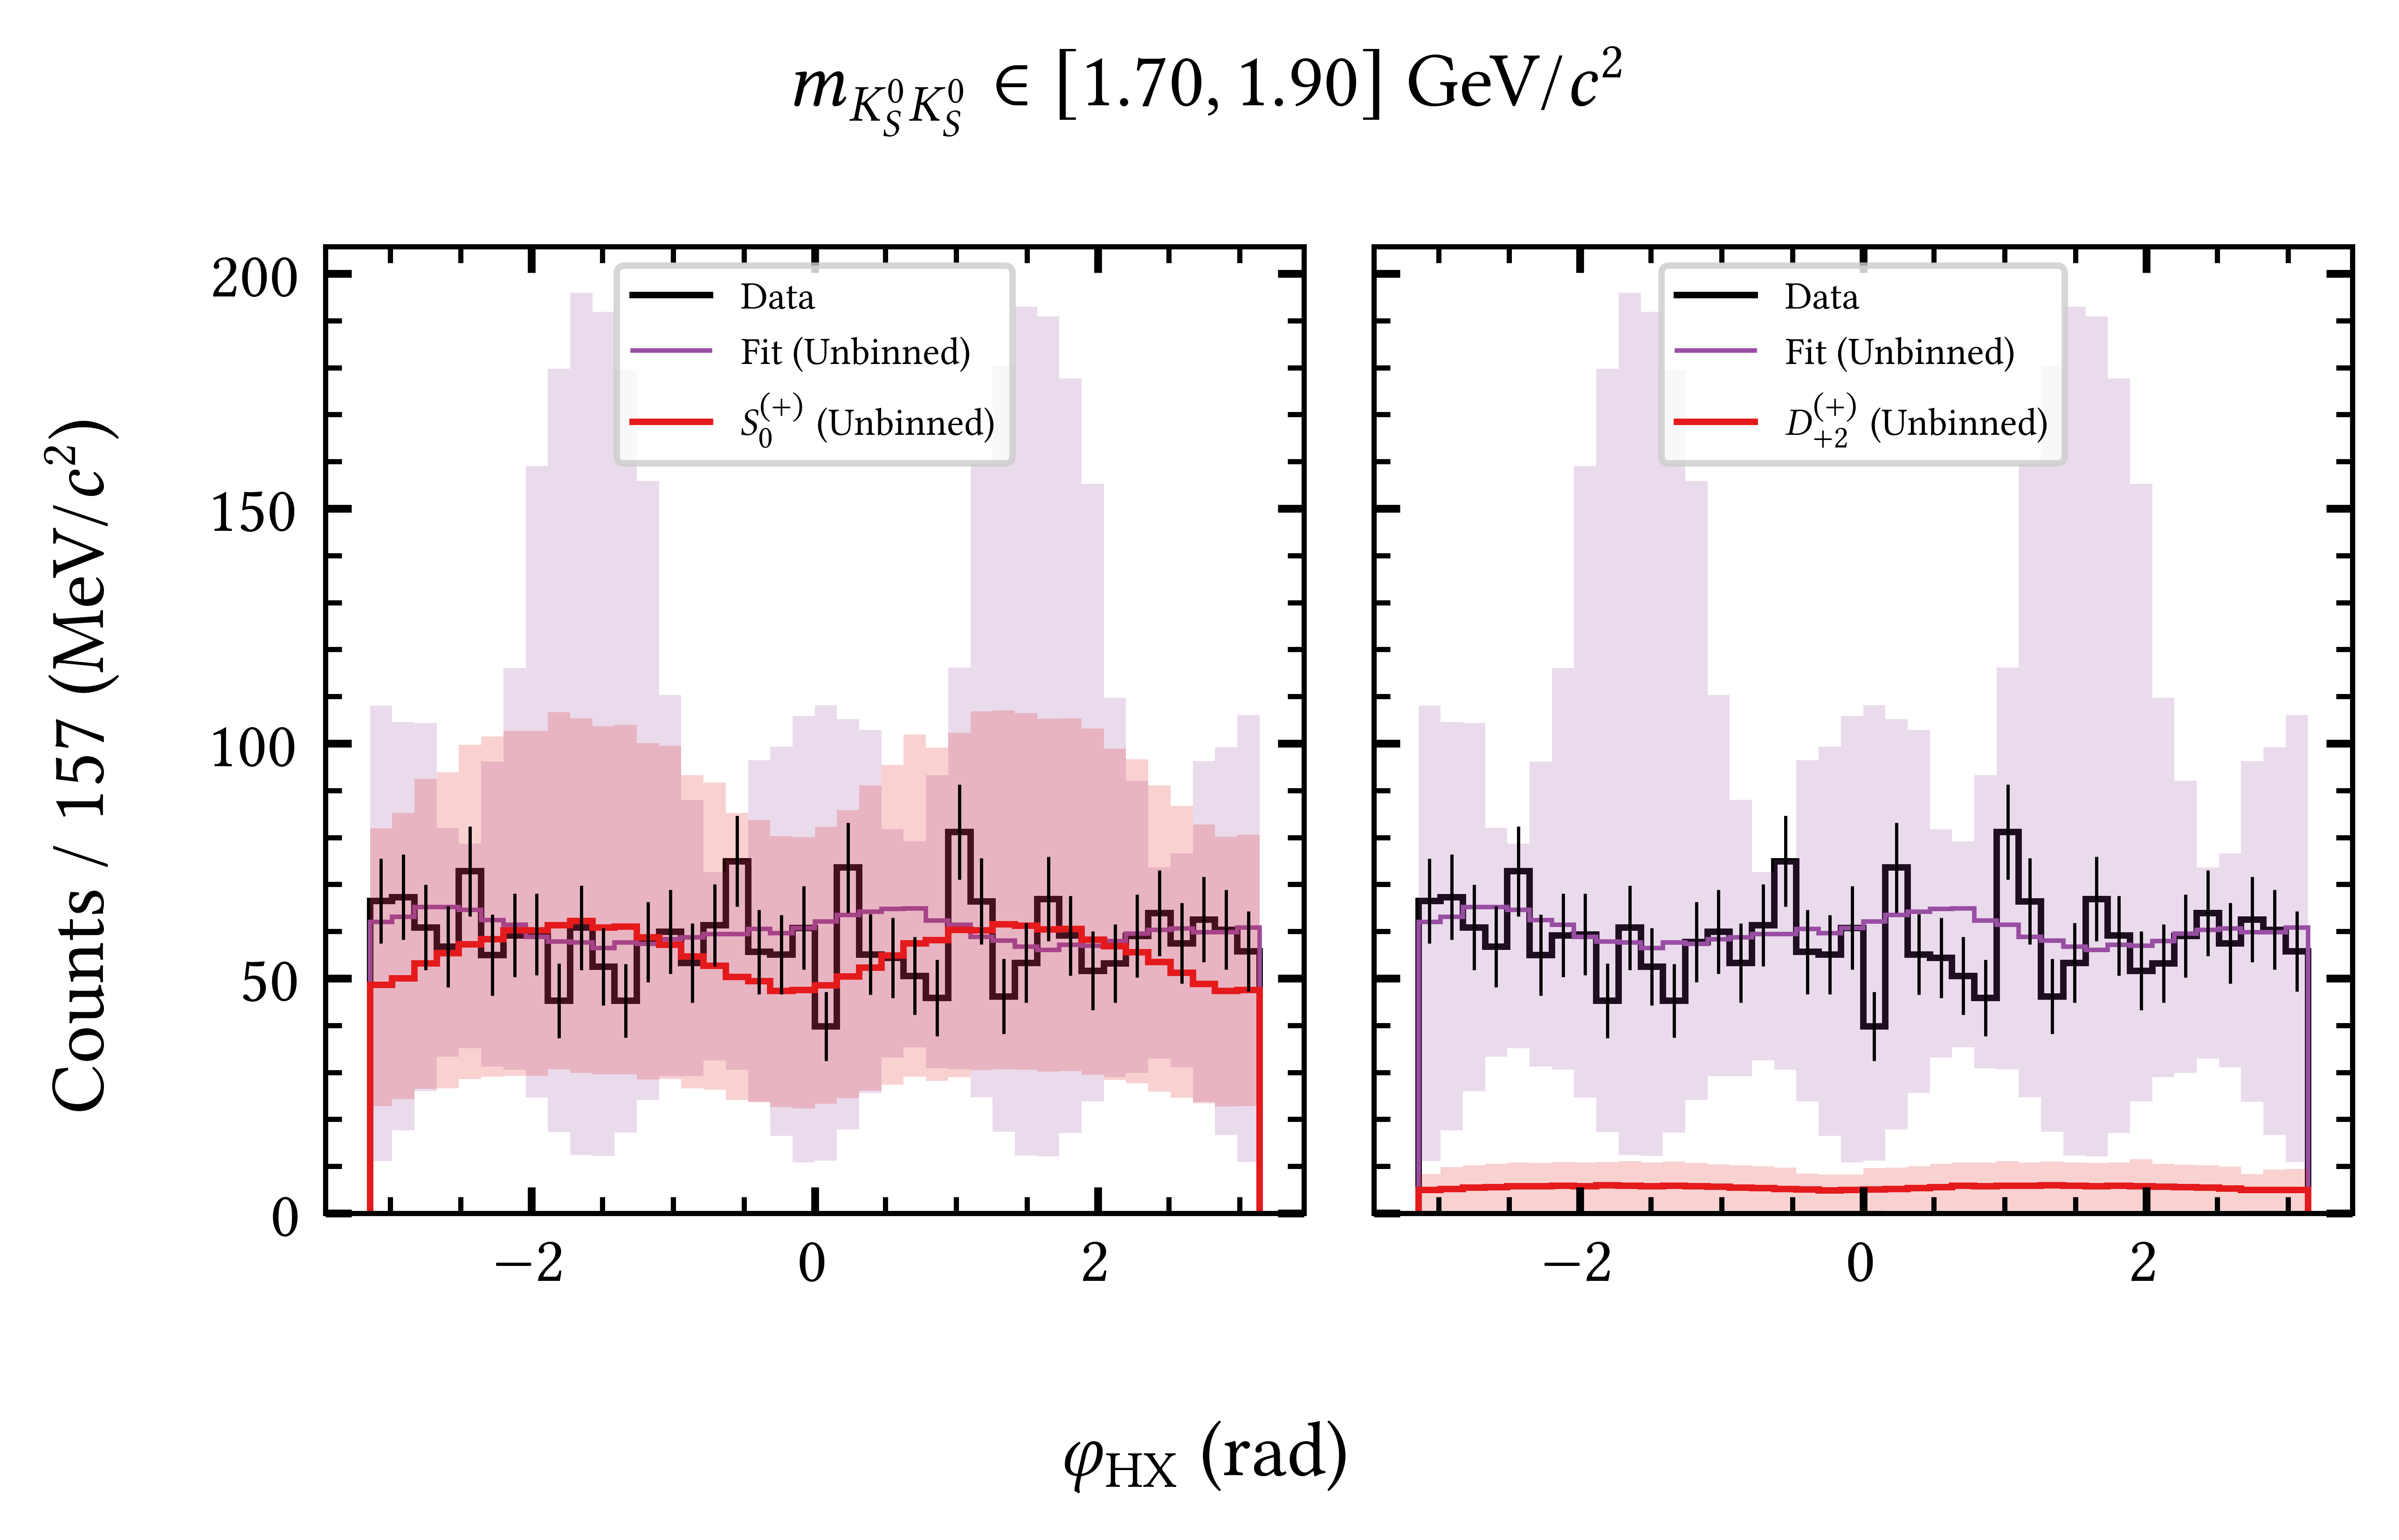 m_{K_S^0 K_S^0} ∈ [1.70, 1.90] GeV/c²
Counts / 157 (MeV/c²)
200
150
100
50
0
Data
Fit (Unbinned)
S_0^{(+)} (Unbinned)
−2
0
2
Data
Fit (Unbinned)
D_{+2}^{(+)} (Unbinned)
−2
0
2
φ_{HX} (rad)